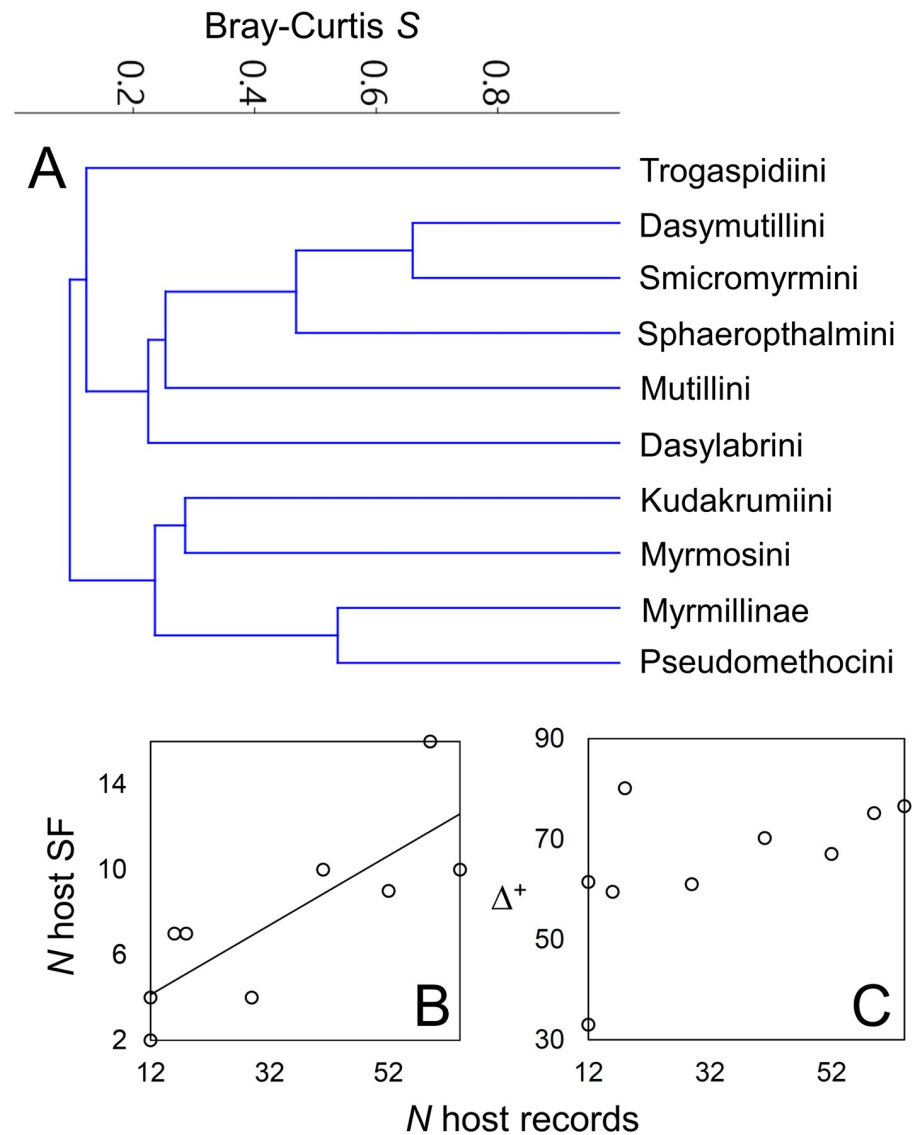 Bray-Curtis S
0.2 0.4 0.6 0.8
A
Trogaspidiini
Dasymutillini
Smicromyrmini
Sphaeropthalmini
Mutillini
Dasylabrini
Kudakrumiini
Myrmosini
Myrmillinae
Pseudomethocini
N host SF
14
10
6
2
12 32 52
B
Δ+
90
70
50
30
12 32 52
C
N host records